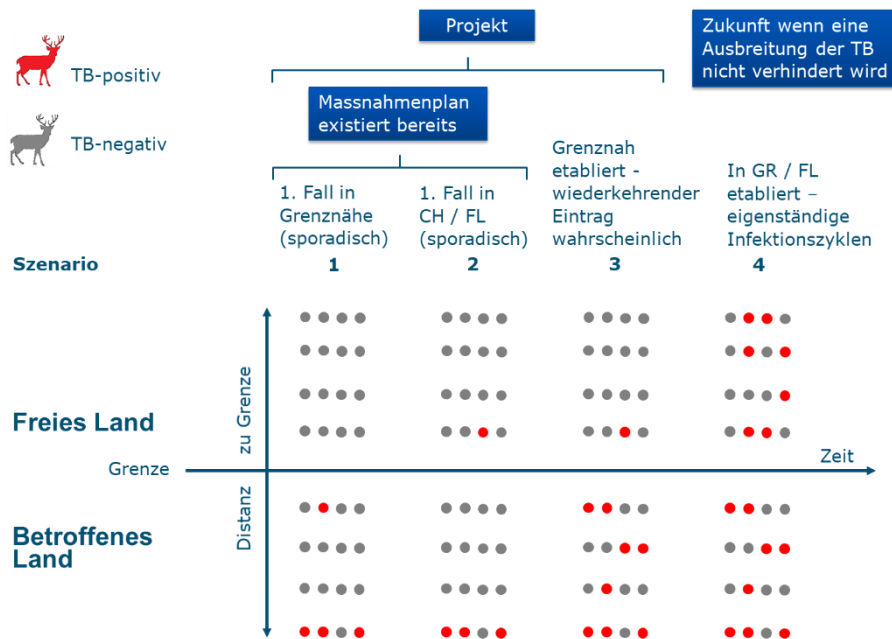 Projekt
Zukunft wenn eine
Ausbreitung der TB
nicht verhindert wird
TB-positiv
TB-negativ
Massnahmenplan
existiert bereits
1. Fall in
Grenznähe
(sporadisch)
1. Fall in
CH / FL
(sporadisch)
Grenznah
etabliert -
wiederkehrender
Eintrag
wahrscheinlich
In GR / FL
etabliert –
eigenständige
Infektionszyklen
Szenario
1
2
3
4
zu Grenze
Freies Land
Grenze
Zeit
Distanz
Betroffenes
Land